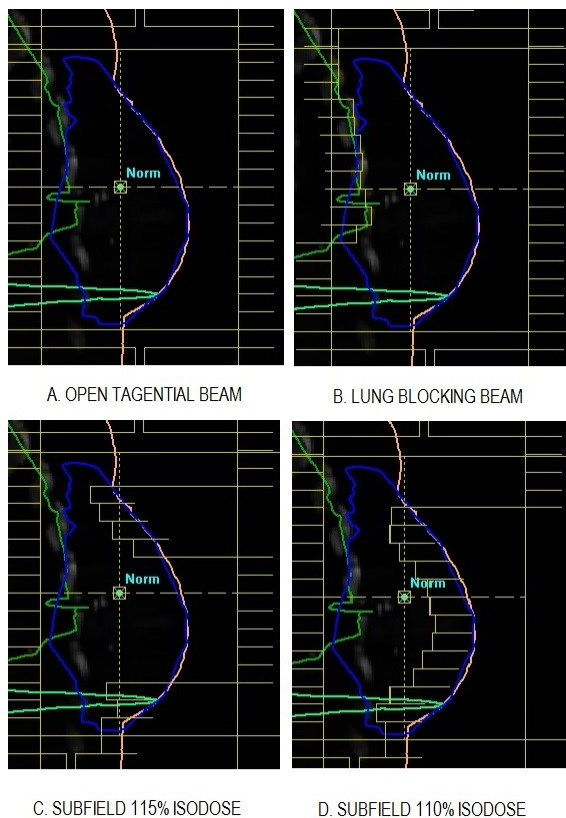 Norm
Norm
A. OPEN TAGENTIAL BEAM
B. LUNG BLOCKING BEAM
Norm
Norm
C. SUBFIELD 115% ISODOSE
D. SUBFIELD 110% ISODOSE